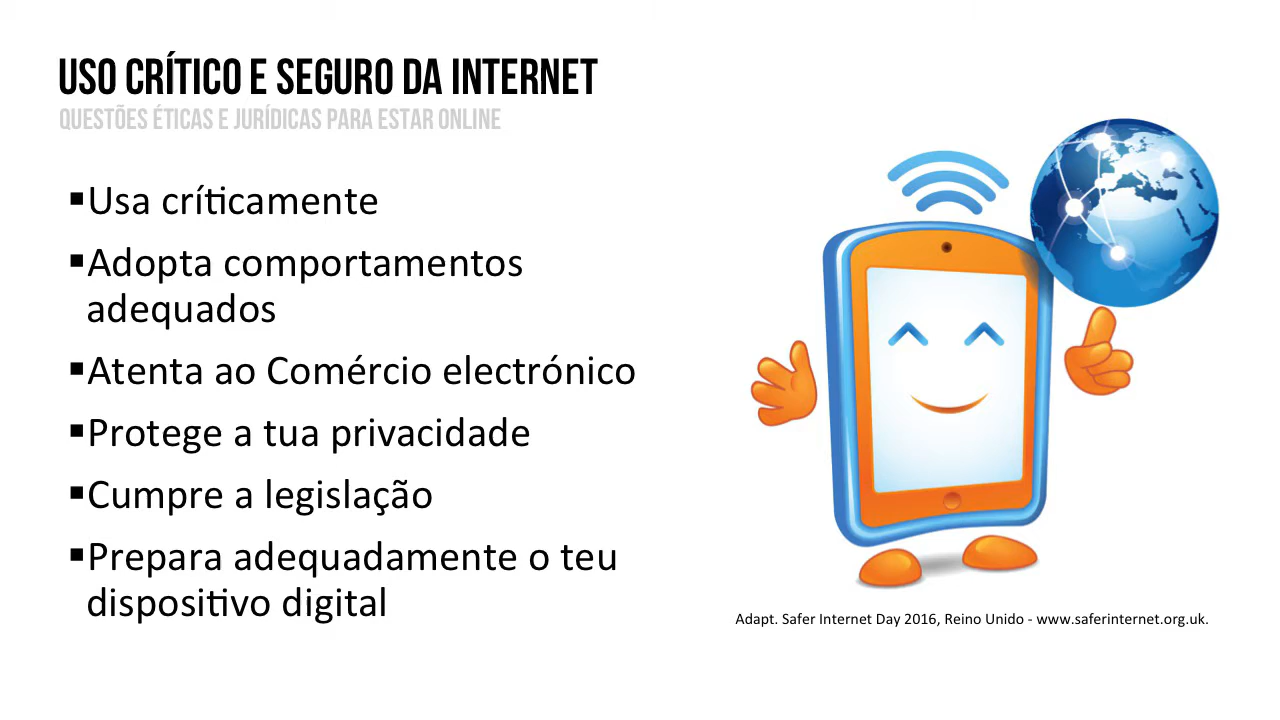 USO CRÍTICO E SEGURO DA INTERNET
QUESTÕES ÉTICAS E JURÍDICAS PARA ESTAR ONLINE
▪Usa críticamente
▪Adopta comportamentos
adequados
▪Atenta ao Comércio electrónico
▪Protege a tua privacidade
▪Cumpre a legislação
▪Prepara adequadamente o teu
dispositivo digital
Adapt. Safer Internet Day 2016, Reino Unido - www.saferinternet.org.uk.